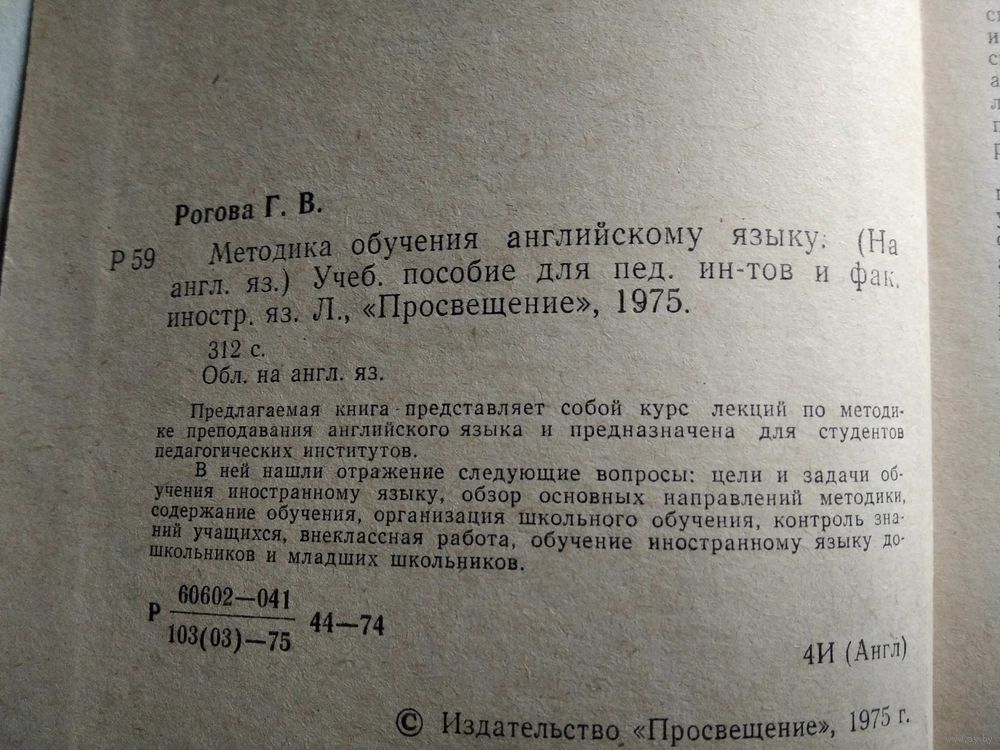 Рогова Г. В.
Р 59 Методика обучения английскому языку. (На
англ. яз.) Учеб. пособие для пед. ин-тов и фак.
иностр. яз. Л., «Просвещение», 1975.
312 с.
Обл. на англ. яз.
Предлагаемая книга представляет собой курс лекций по методи-
ке преподавания английского языка и предназначена для студентов
педагогических институтов.
В ней нашли отражение следующие вопросы: цели и задачи об-
учения иностранному языку, обзор основных направлений методики,
содержание обучения, организация школьного обучения, контроль зна-
ний учащихся, внеклассная работа, обучение иностранному языку до-
школьников и младших школьников.
Р 60602—041
103(03)—75 44—74
4И (Англ)
© Издательство «Просвещение», 1975 г.